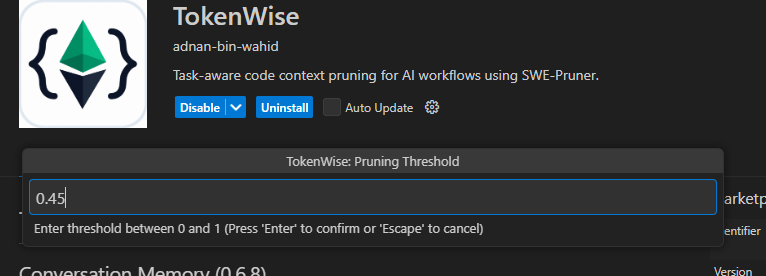 TokenWise
adnan-bin-wahid
Task-aware code context pruning for AI workflows using SWE-Pruner.
Disable Uninstall Auto Update
TokenWise: Pruning Threshold
0.45
Enter threshold between 0 and 1 (Press 'Enter' to confirm or 'Escape' to cancel)
Conversation Memory (0.6.8)
Version